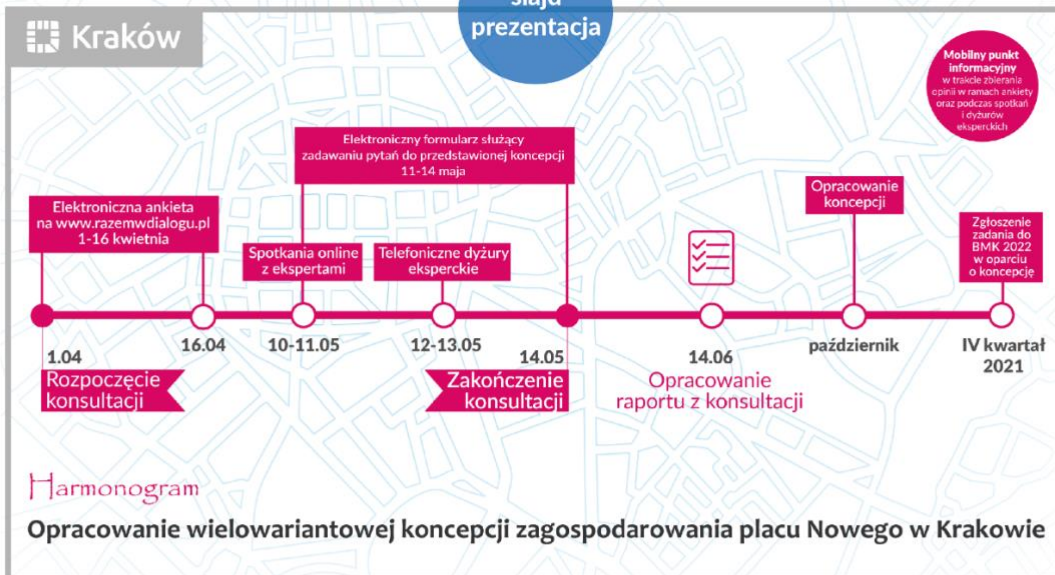 slajd
prezentacja
Kraków
Mobilny punkt
informacyjny
w trakcie zbierania
opinii w ramach ankiety
oraz podczas spotkań
i dyżurów
eksperckich
Elektroniczny formularz służący
zadawaniu pytań do przedstawionej koncepcji
11-14 maja
Elektroniczna ankieta
na www.razemwdialogu.pl
1-16 kwietnia
Spotkania online
z ekspertami
Telefoniczne dyżury
eksperckie
Opracowanie
koncepcji
Zgłoszenie
zadania do
BMK 2022
w oparciu
o koncepcję
1.04
Rozpoczęcie
konsultacji
16.04
10-11.05
12-13.05
14.05
Zakończenie
konsultacji
14.06
Opracowanie
raportu z konsultacji
październik
IV kwartał
2021
Harmonogram
Opracowanie wielowariantowej koncepcji zagospodarowania placu Nowego w Krakowie